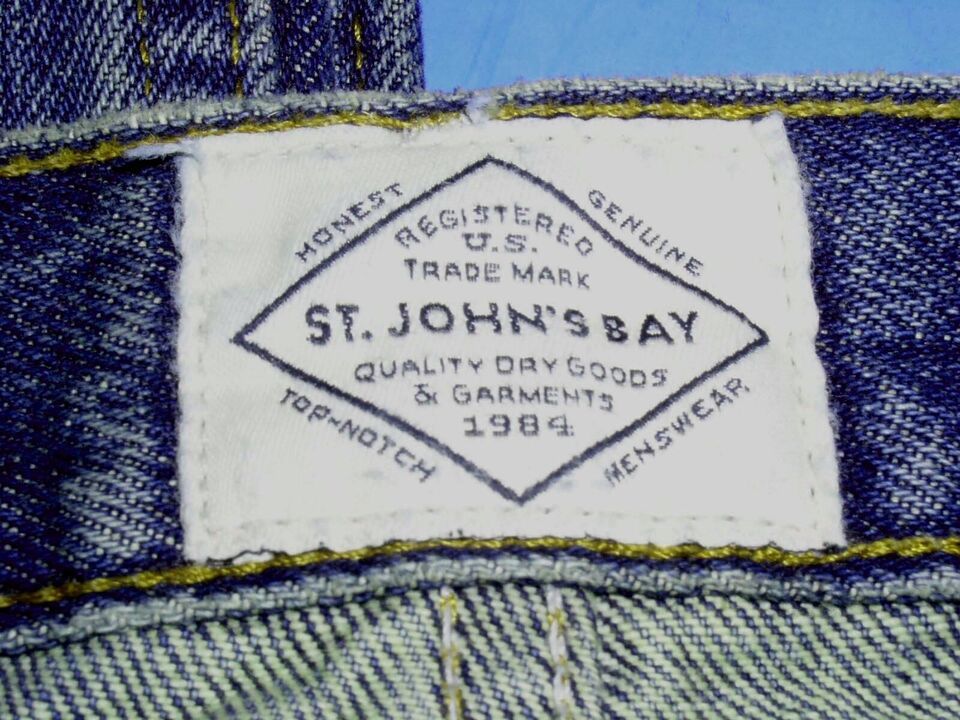 HONEST
GENUINE
REGISTERED
U.S.
TRADE MARK
ST. JOHN'S BAY
QUALITY DRY GOODS
& GARMENTS
1984
TOP-NOTCH
MENSWEAR